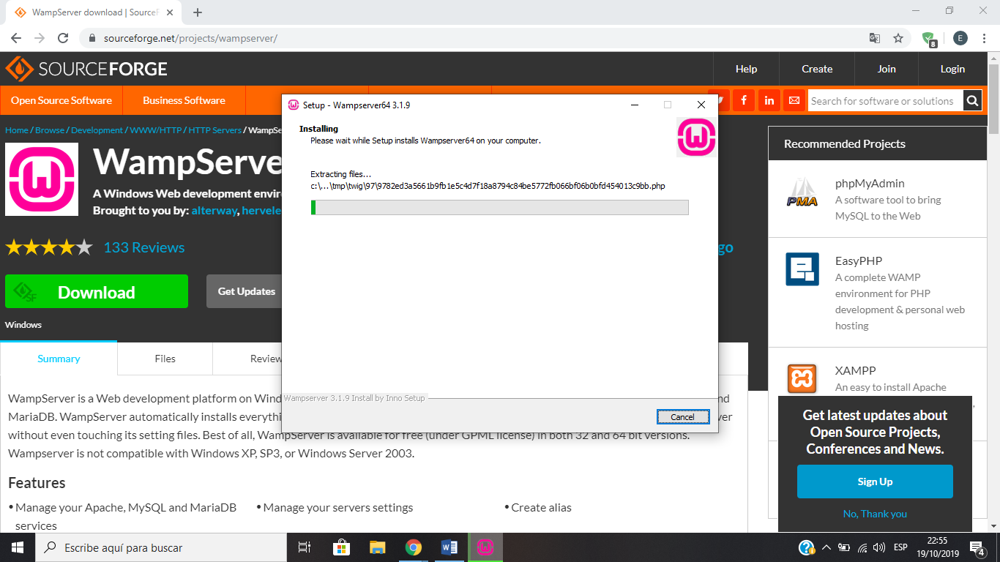 WampServer download | SourceF
sourceforge.net/projects/wampserver/
8
E
SOURCEFORGE
Help
Create
Join
Login
Open Source Software
Business Software
Search for software or solutions
Home / Browse / Development / WWW/HTTP / HTTP Servers / WampSe
WampServe
A Windows Web development enviro
Brought to you by: alterway, hervele
133 Reviews
go
Download
SF
Get Updates
Windows
Summary
Files
Review
WampServer is a Web development platform on Wind
nd
MariaDB. WampServer automatically installs everythi
ver
without even touching its setting files. Best of all, WampServer is available for free (under GPML license) in both 32 and 64 bit versions.
Wampserver is not compatible with Windows XP, SP3, or Windows Server 2003.
Features
• Manage your Apache, MySQL and MariaDB services
• Manage your servers settings
• Create alias
Setup - Wampserver64 3.1.9
Installing
Please wait while Setup installs Wampserver64 on your computer.
Extracting files...
c:\...\tmp\twig\97\9782ed3a5661b9fb1e5c4d7f18a8794c84be5772fb066bf06b0bfd454013c9bb.php
Wampserver 3.1.9 Install by Inno Setup
Cancel
Recommended Projects
PMA
phpMyAdmin
A software tool to bring
MySQL to the Web
EasyPHP
A complete WAMP
environment for PHP
development & personal web
hosting
XAMPP
An easy to install Apache
Get latest updates about
Open Source Projects,
Conferences and News.
Sign Up
No, Thank you
Escribe aquí para buscar
ESP
22:55
19/10/2019
4